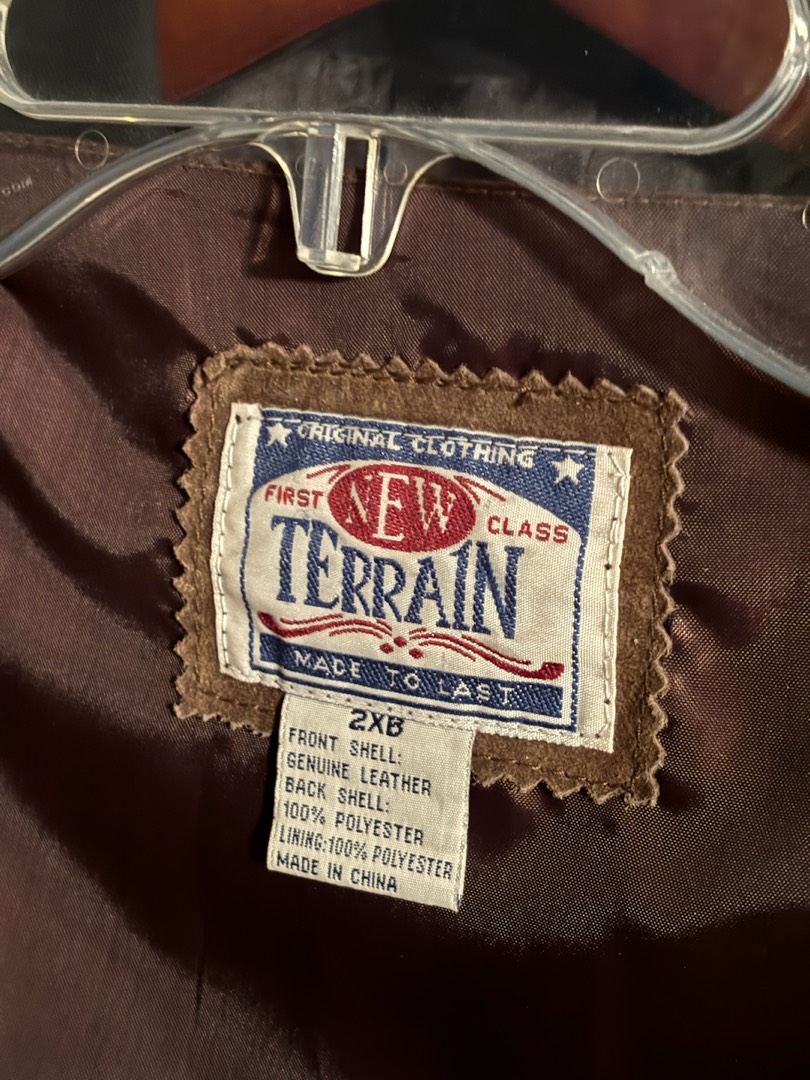 .COM
ORIGINAL CLOTHING
FIRST NEW CLASS
TERRAIN
MADE TO LAST
2XB
FRONT SHELL:
GENUINE LEATHER
BACK SHELL:
100% POLYESTER
LINING:100% POLYESTER
MADE IN CHINA